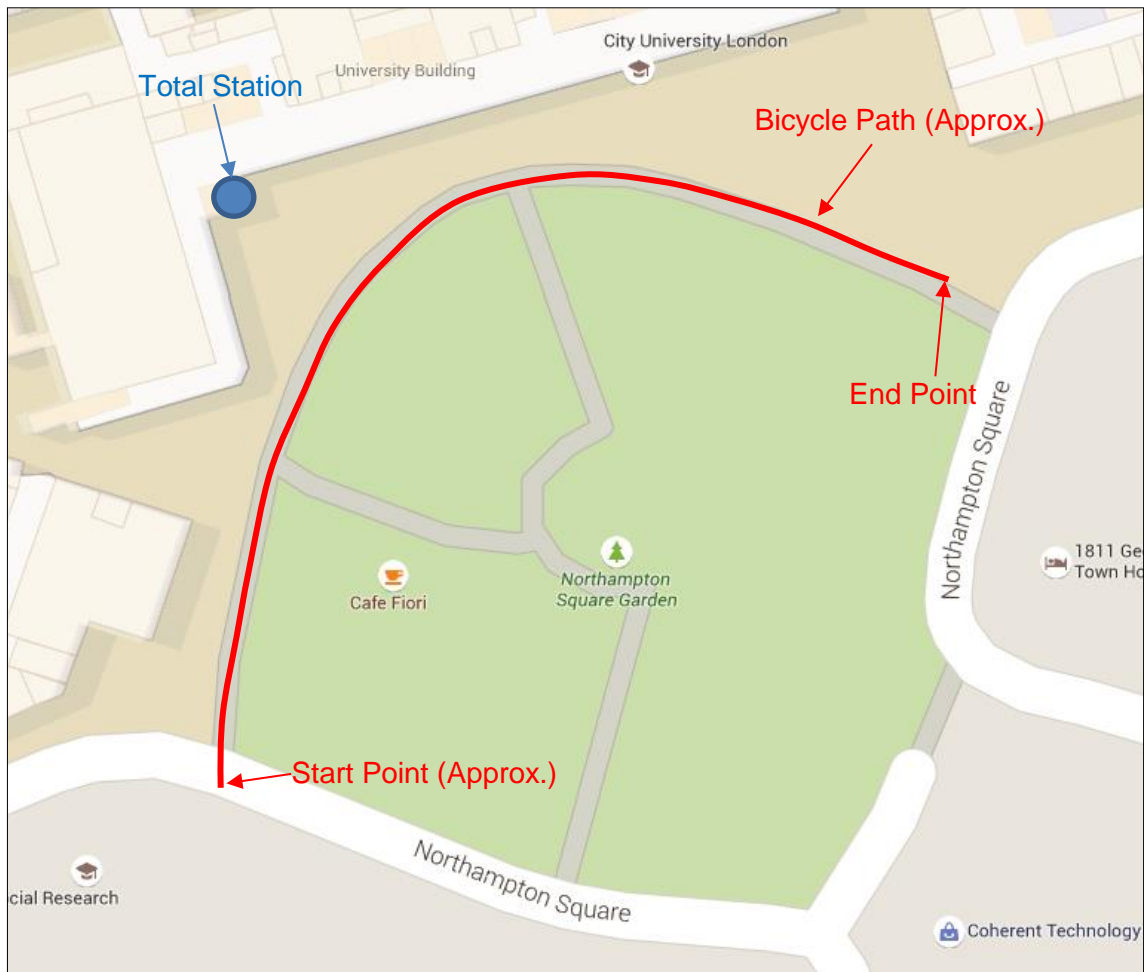 City University London
University Building
Total Station
Bicycle Path (Approx.)
End Point
Northampton Square
1811 Ge
Town Ho
Northampton
Square Garden
Cafe Fiori
Start Point (Approx.)
Northampton Square
cial Research
Coherent Technology